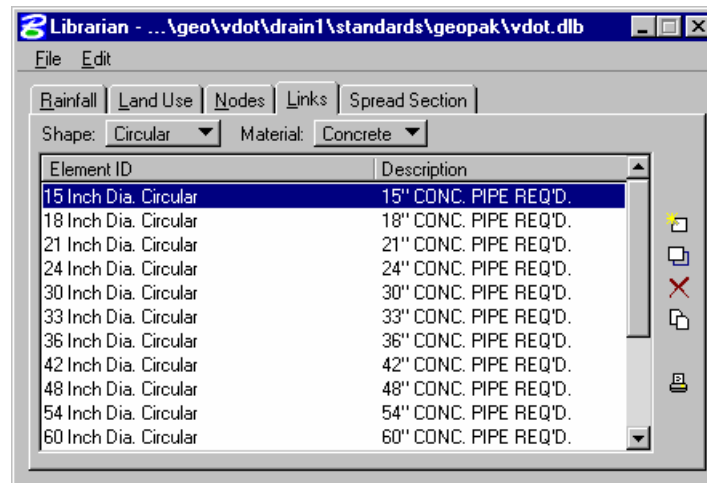 Librarian - ...\geo\vdot\drain1\standards\geopak\vdot.dlb
File Edit
Rainfall Land Use Nodes Links Spread Section
Shape: Circular Material: Concrete
Element ID Description
15 Inch Dia. Circular 15" CONC. PIPE REQ'D.
18 Inch Dia. Circular 18" CONC. PIPE REQ'D.
21 Inch Dia. Circular 21" CONC. PIPE REQ'D.
24 Inch Dia. Circular 24" CONC. PIPE REQ'D.
30 Inch Dia. Circular 30" CONC. PIPE REQ'D.
33 Inch Dia. Circular 33" CONC. PIPE REQ'D.
36 Inch Dia. Circular 36" CONC. PIPE REQ'D.
42 Inch Dia. Circular 42" CONC. PIPE REQ'D.
48 Inch Dia. Circular 48" CONC. PIPE REQ'D.
54 Inch Dia. Circular 54" CONC. PIPE REQ'D.
60 Inch Dia. Circular 60" CONC. PIPE REQ'D.